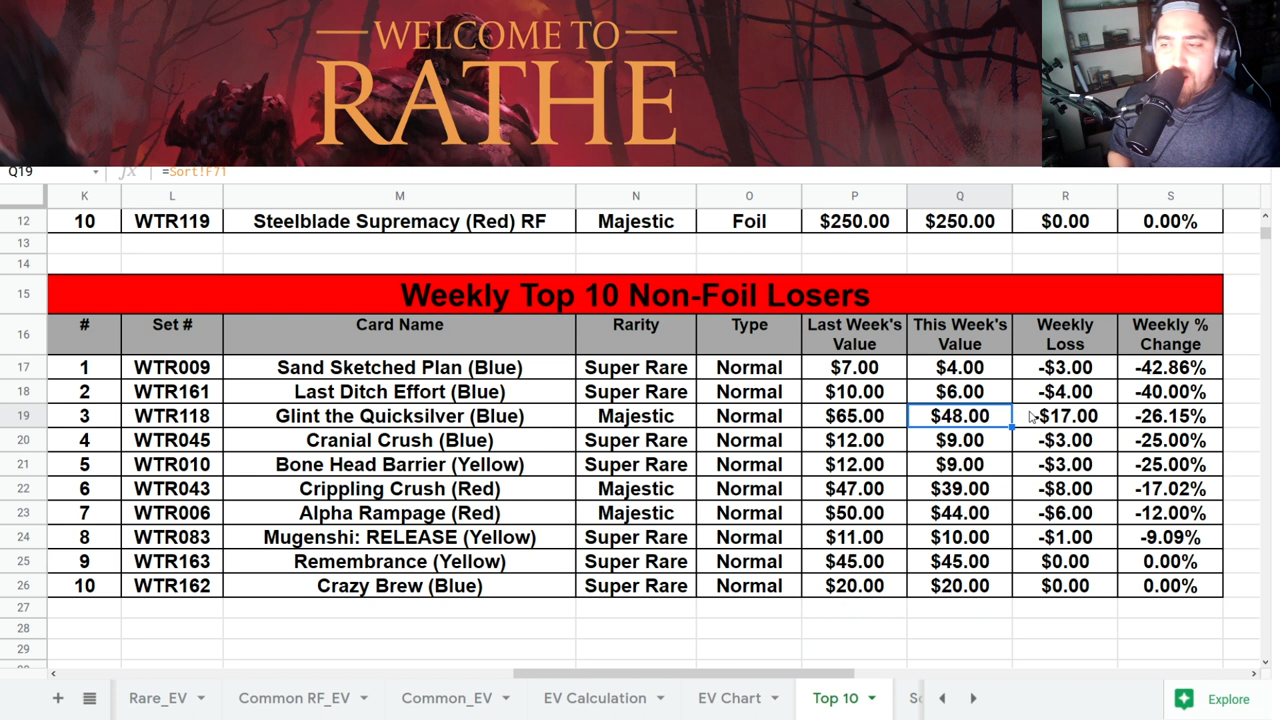 WELCOME TO
RATHE
Q19 fx =Sort!F71
K L M N O P Q R S
12 10 WTR119 Steelblade Supremacy (Red) RF Majestic Foil $250.00 $250.00 $0.00 0.00%
13
14
15 Weekly Top 10 Non-Foil Losers
16 # Set # Card Name Rarity Type Last Week's Value This Week's Value Weekly Loss Weekly % Change
17 1 WTR009 Sand Sketched Plan (Blue) Super Rare Normal $7.00 $4.00 -$3.00 -42.86%
18 2 WTR161 Last Ditch Effort (Blue) Super Rare Normal $10.00 $6.00 -$4.00 -40.00%
19 3 WTR118 Glint the Quicksilver (Blue) Majestic Normal $65.00 $48.00 -$17.00 -26.15%
20 4 WTR045 Cranial Crush (Blue) Super Rare Normal $12.00 $9.00 -$3.00 -25.00%
21 5 WTR010 Bone Head Barrier (Yellow) Super Rare Normal $12.00 $9.00 -$3.00 -25.00%
22 6 WTR043 Crippling Crush (Red) Majestic Normal $47.00 $39.00 -$8.00 -17.02%
23 7 WTR006 Alpha Rampage (Red) Majestic Normal $50.00 $44.00 -$6.00 -12.00%
24 8 WTR083 Mugenshi: RELEASE (Yellow) Super Rare Normal $11.00 $10.00 -$1.00 -9.09%
25 9 WTR163 Remembrance (Yellow) Super Rare Normal $45.00 $45.00 $0.00 0.00%
26 10 WTR162 Crazy Brew (Blue) Super Rare Normal $20.00 $20.00 $0.00 0.00%
27
28
29
Rare_EV Common RF_EV Common_EV EV Calculation EV Chart Top 10 Explore